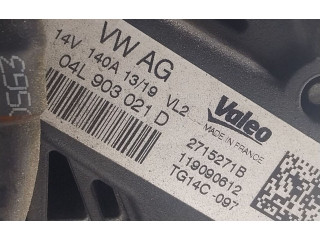 VW AG
14V 140A 13/19 VL2
04L 903 021 D
Valeo
MADE IN FRANCE
2715271B
119090612
TG14C -097